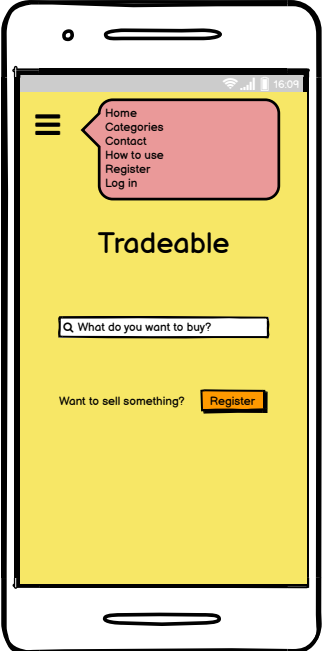 16:09
Home
Categories
Contact
How to use
Register
Log in
Tradeable
What do you want to buy?
Want to sell something? Register